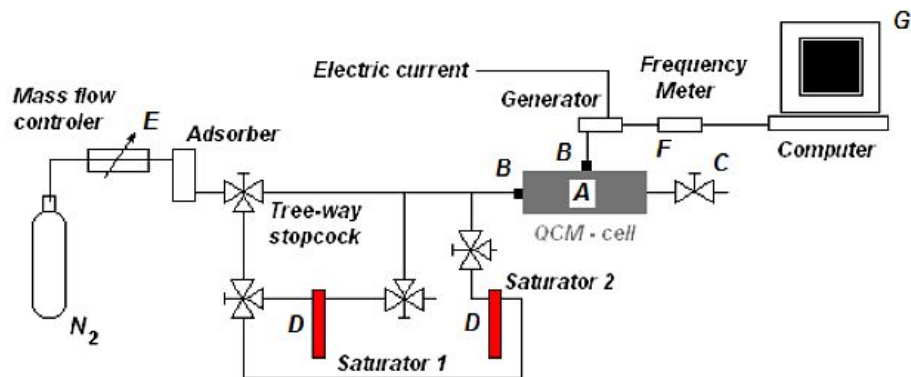 G
Electric current
Frequency
Meter
Generator
Mass flow
controler
E
Adsorber
B
F
Computer
B
A
C
Tree-way
stopcock
QCM - cell
Saturator 2
D
D
N2
Saturator 1